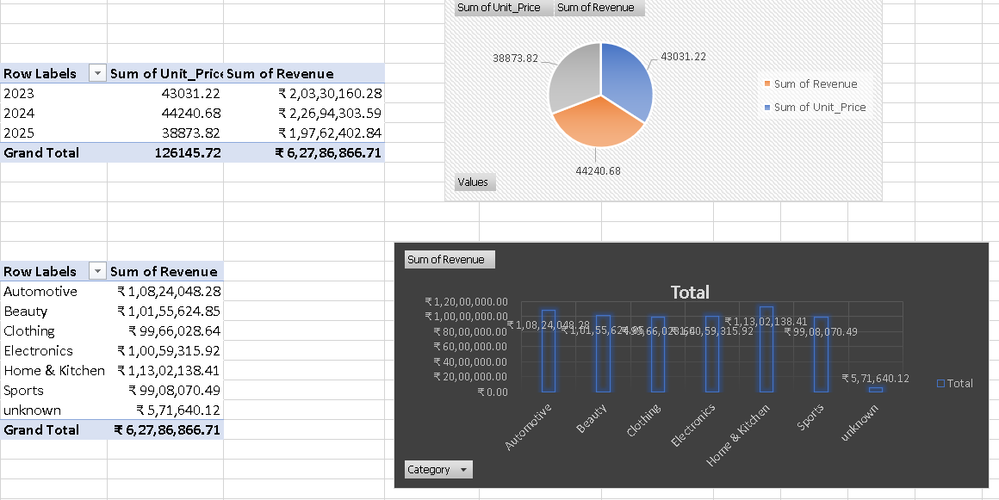 Sum of Unit_Price Sum of Revenue
38873.82 43031.22
Sum of Revenue
Sum of Unit_Price
44240.68
Values
Row Labels Sum of Unit_Pric Sum of Revenue
2023 43031.22 ₹ 2,03,30,160.28
2024 44240.68 ₹ 2,26,94,303.59
2025 38873.82 ₹ 1,97,62,402.84
Grand Total 126145.72 ₹ 6,27,86,866.71
Row Labels Sum of Revenue
Automotive ₹ 1,08,24,048.28
Beauty ₹ 1,01,55,624.85
Clothing ₹ 99,66,028.64
Electronics ₹ 1,00,59,315.92
Home & Kitchen ₹ 1,13,02,138.41
Sports ₹ 99,08,070.49
unknown ₹ 5,71,640.12
Grand Total ₹ 6,27,86,866.71
Sum of Revenue
Total
₹ 1,20,00,000.00
₹ 1,00,00,000.00
₹ 80,00,000.00
₹ 60,00,000.00
₹ 40,00,000.00
₹ 20,00,000.00
₹ 0.00
₹ 1,08,24,048.28
₹ 1,01,55,624.85
₹ 99,66,028.64
₹ 1,00,59,315.92
₹ 1,13,02,138.41
₹ 99,08,070.49
₹ 5,71,640.12
Total
Automotive
Beauty
Clothing
Electronics
Home & Kitchen
Sports
unknown
Category